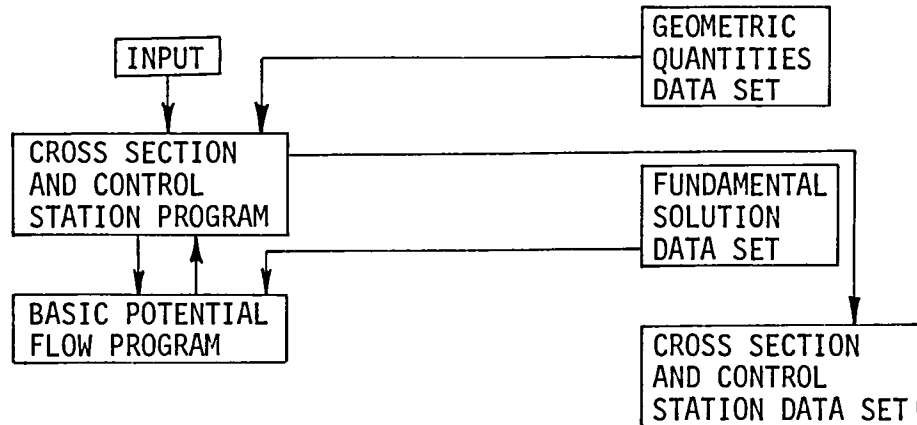 INPUT
GEOMETRIC
QUANTITIES
DATA SET
CROSS SECTION
AND CONTROL
STATION PROGRAM
FUNDAMENTAL
SOLUTION
DATA SET
BASIC POTENTIAL
FLOW PROGRAM
CROSS SECTION
AND CONTROL
STATION DATA SET